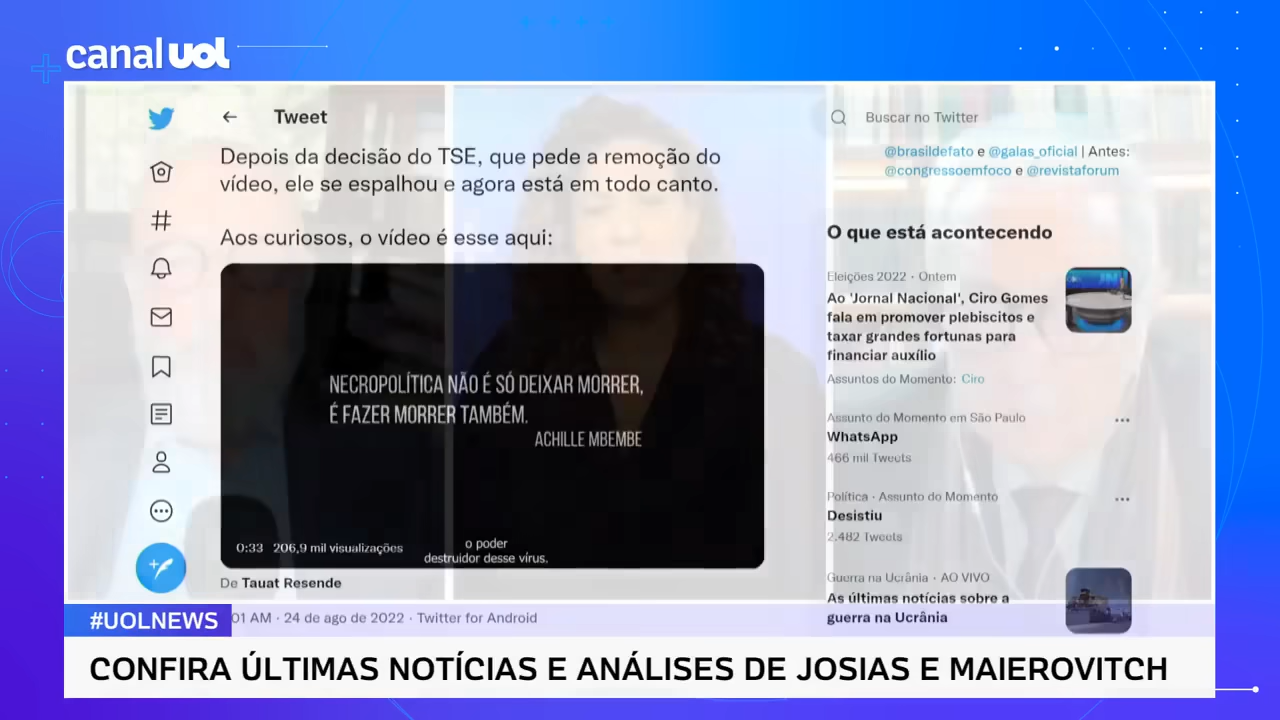 canal uol
Tweet
Depois da decisão do TSE, que pede a remoção do
vídeo, ele se espalhou e agora está em todo canto.
Aos curiosos, o vídeo é esse aqui:
NECROPOLÍTICA NÃO É SÓ DEIXAR MORRER,
É FAZER MORRER TAMBÉM.
ACHILLE MBEMBE
0:33 206,9 mil visualizações
o poder
destruidor desse vírus.
De Tauat Resende
01 AM · 24 de ago de 2022 · Twitter for Android
Buscar no Twitter
@brasildefato e @galas_oficial | Antes:
@congressoemfoco e @revistaforum
O que está acontecendo
Eleições 2022 · Ontem
Ao 'Jornal Nacional', Ciro Gomes
fala em promover plebiscitos e
taxar grandes fortunas para
financiar auxílio
Assuntos do Momento: Ciro
Assunto do Momento em São Paulo
WhatsApp
466 mil Tweets
Política · Assunto do Momento
Desistiu
2.482 Tweets
Guerra na Ucrânia · AO VIVO
As últimas notícias sobre a
guerra na Ucrânia
#UOLNEWS
CONFIRA ÚLTIMAS NOTÍCIAS E ANÁLISES DE JOSIAS E MAIEROVITCH